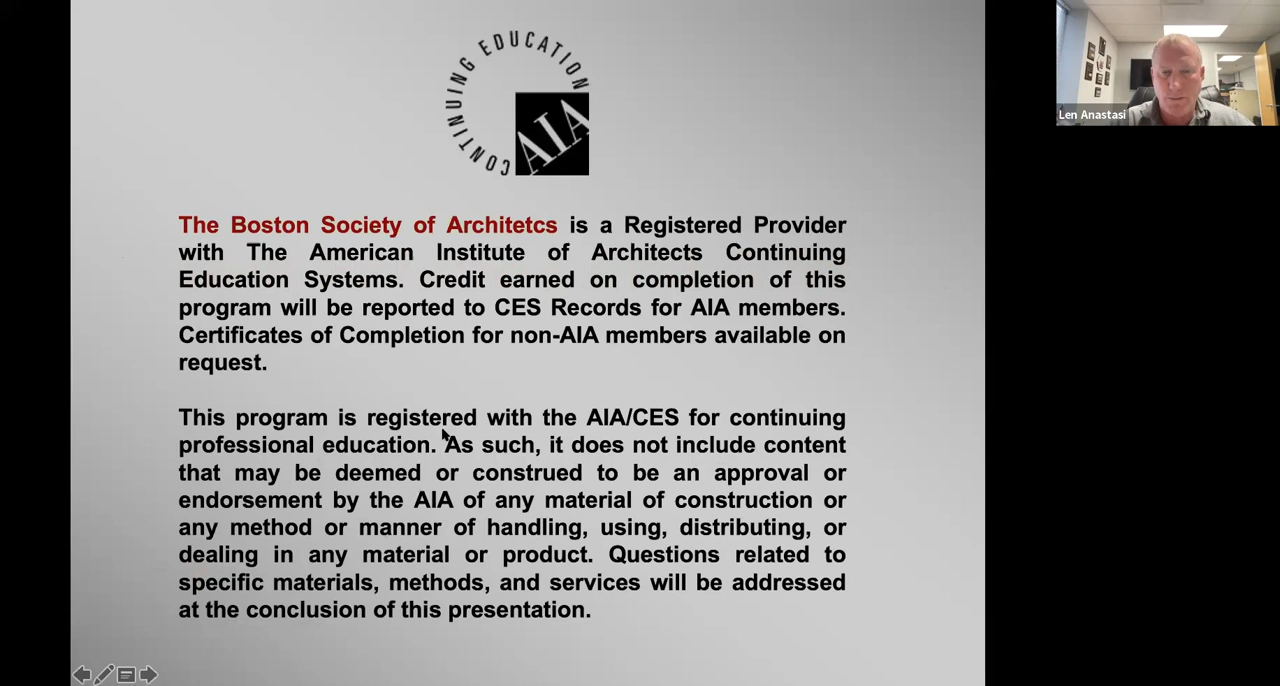 CONTINUING EDUCATION
AIA
Len Anastasi
The Boston Society of Architetcs is a Registered Provider
with The American Institute of Architects Continuing
Education Systems. Credit earned on completion of this
program will be reported to CES Records for AIA members.
Certificates of Completion for non-AIA members available on
request.
This program is registered with the AIA/CES for continuing
professional education. As such, it does not include content
that may be deemed or construed to be an approval or
endorsement by the AIA of any material of construction or
any method or manner of handling, using, distributing, or
dealing in any material or product. Questions related to
specific materials, methods, and services will be addressed
at the conclusion of this presentation.